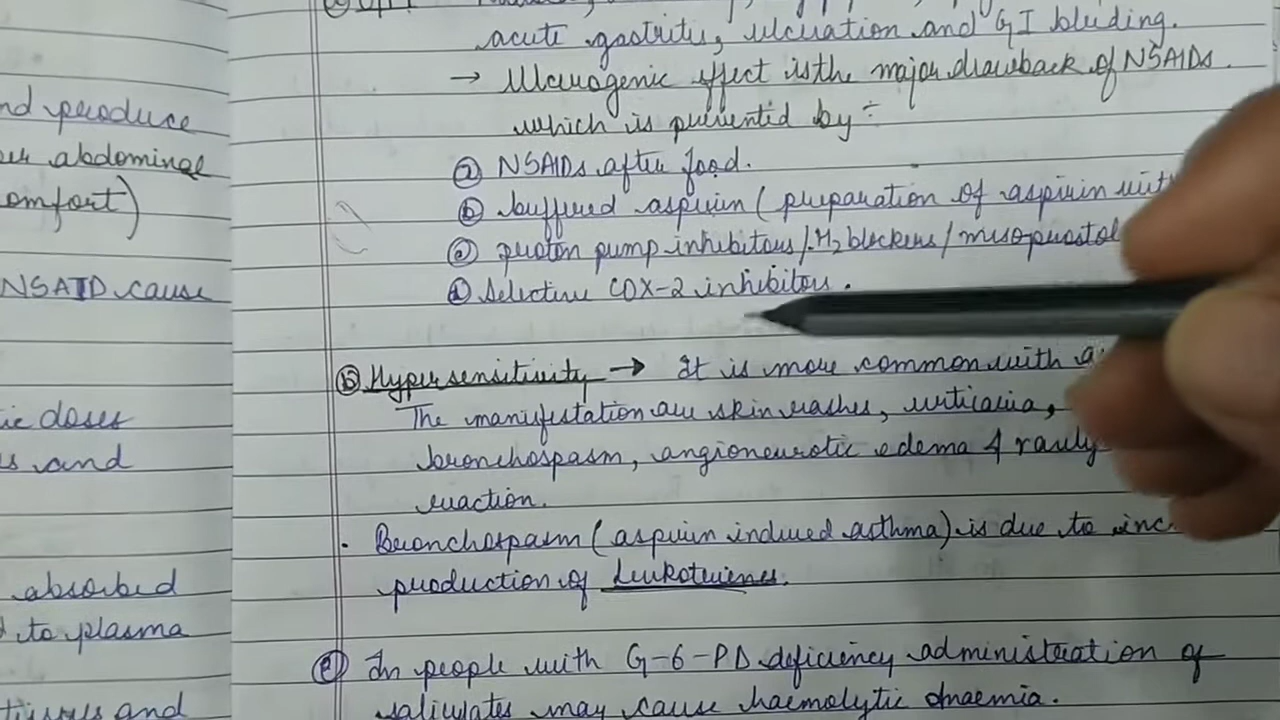 nd produce
abdominal
omfort)
NSAID cause
ic doses
s and
absorbed
to plasma
and
acute gastritis, ulceration and GI bleeding.
→ Ulcerogenic effect is the major drawback of NSAIDs.
which is prevented by ÷
ⓐ NSAIDs after food.
ⓑ buffered aspirin (preparation of aspirin with
ⓒ proton pump inhibitors/H2 blockers/misoprostol
ⓓ Selective COX-2 inhibitors.
ⓑ Hypersensitivity → It is more common with a
The manifestation are skin rashes, urticaria,
bronchospasm, angioneurotic edema & rarely
reaction.
· Bronchospasm (aspirin induced asthma) is due to inc
production of Leukotrienes.
ⓒ In people with G-6-PD deficiency administration of
salicylates may cause haemolytic anaemia.